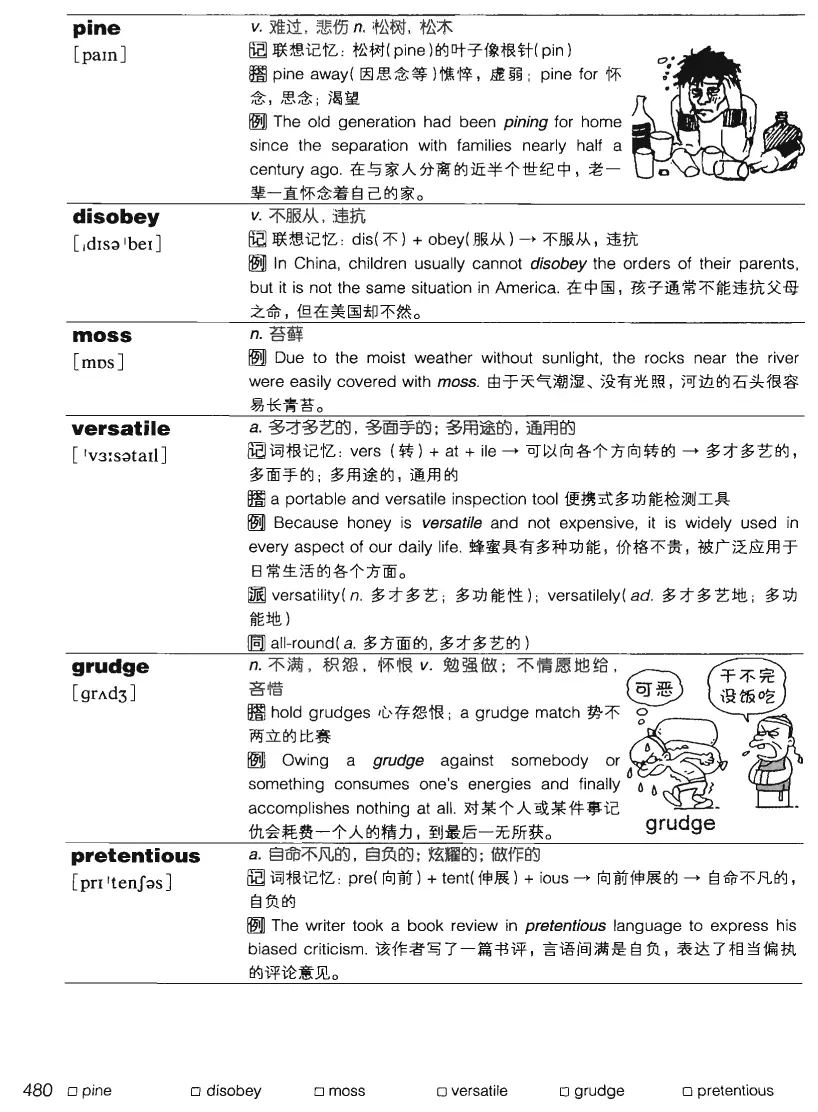 pine
[paɪn]
v. 难过, 悲伤 n. 松树, 松木
记 联想记忆: 松树(pine)的叶子像根针(pin)
搭 pine away(因思念等)憔悴, 虚弱; pine for 怀
念, 思念; 渴望
例 The old generation had been pining for home
since the separation with families nearly half a
century ago. 在与家人分离的近半个世纪中, 老一
辈一直怀念着自己的家。
disobey
[ˌdɪsəˈbeɪ]
v. 不服从, 违抗
记 联想记忆: dis(不) + obey(服从) → 不服从, 违抗
例 In China, children usually cannot disobey the orders of their parents,
but it is not the same situation in America. 在中国, 孩子通常不能违抗父母
之命, 但在美国却不然。
moss
[mɒs]
n. 苔藓
例 Due to the moist weather without sunlight, the rocks near the river
were easily covered with moss. 由于天气潮湿、没有光照, 河边的石头很容
易长青苔。
versatile
[ˈvɜːsətaɪl]
a. 多才多艺的, 多面手的; 多用途的, 通用的
记 词根记忆: vers (转) + at + ile → 可以向各个方向转的 → 多才多艺的,
多面手的; 多用途的, 通用的
搭 a portable and versatile inspection tool 便携式多功能检测工具
例 Because honey is versatile and not expensive, it is widely used in
every aspect of our daily life. 蜂蜜具有多种功能, 价格不贵, 被广泛应用于
日常生活的各个方面。
派 versatility(n. 多才多艺; 多功能性); versatilely(ad. 多才多艺地; 多功
能地)
同 all-round(a. 多方面的, 多才多艺的)
grudge
[grʌdʒ]
n. 不满, 积怨, 怀恨 v. 勉强做; 不情愿地给,
吝惜
搭 hold grudges 心存怨恨; a grudge match 势不
两立的比赛
例 Owing a grudge against somebody or
something consumes one's energies and finally
accomplishes nothing at all. 对某个人或某件事记
仇会耗费一个人的精力, 到最后一无所获。
可恶
干不完
没饭吃
grudge
pretentious
[prɪˈtenʃəs]
a. 自命不凡的, 自负的; 炫耀的; 做作的
记 词根记忆: pre(向前) + tent(伸展) + ious → 向前伸展的 → 自命不凡的,
自负的
例 The writer took a book review in pretentious language to express his
biased criticism. 该作者写了一篇书评, 言语间满是自负, 表达了相当偏执
的评论意见。
480 □ pine □ disobey □ moss □ versatile □ grudge □ pretentious